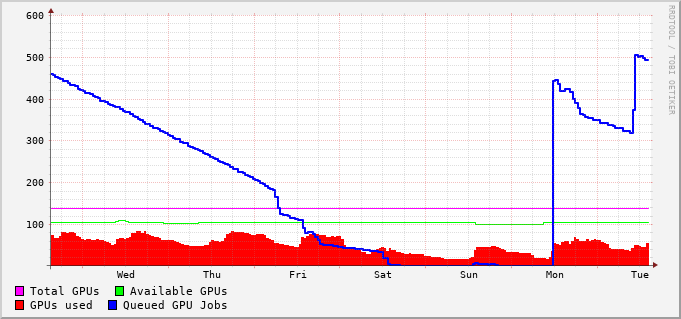 600
500
400
300
200
100
Wed Thu Fri Sat Sun Mon Tue
Total GPUs Available GPUs
GPUs used Queued GPU Jobs
RRDTOOL / TOBI OETIKER